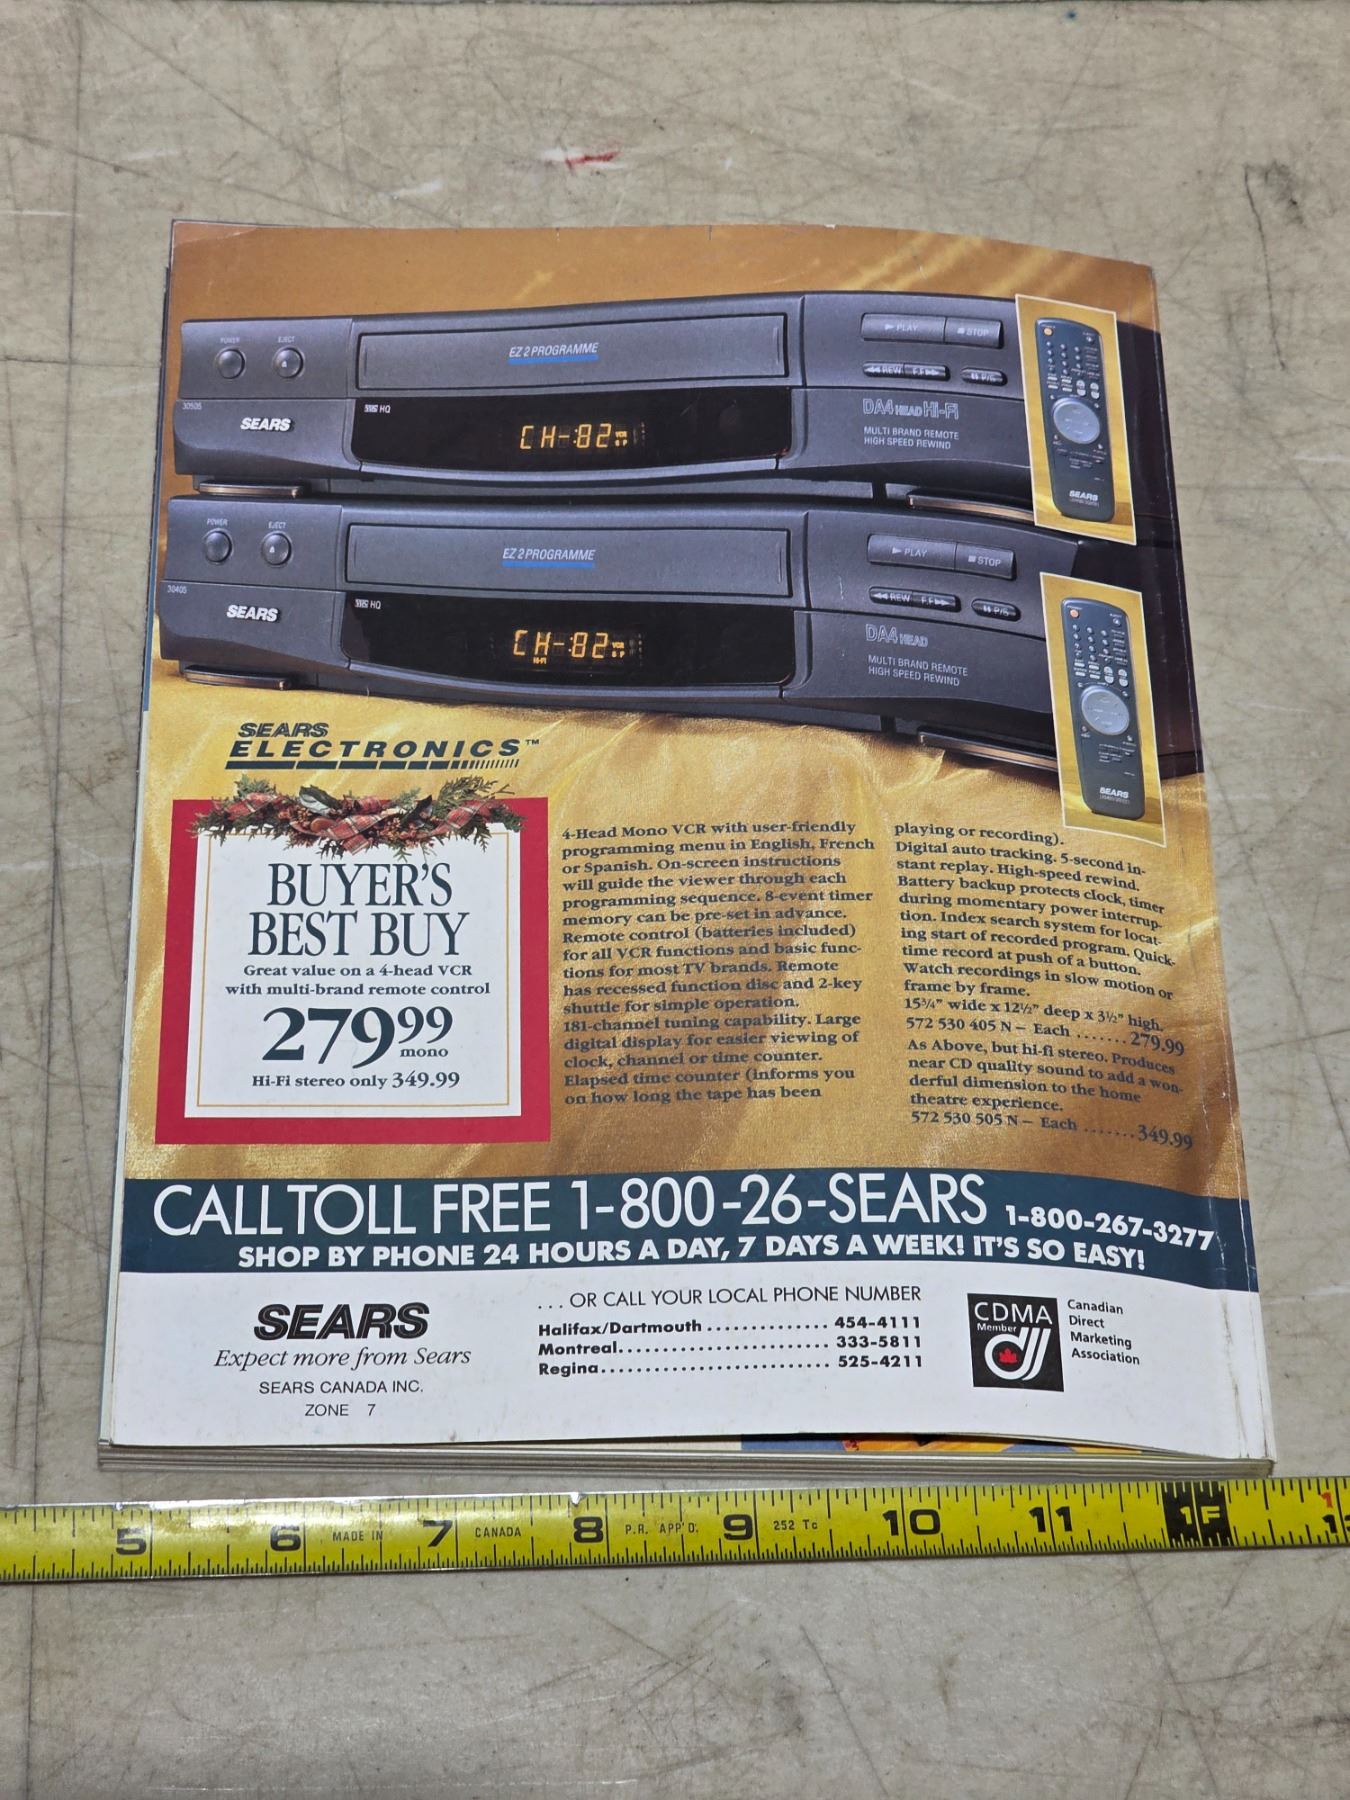 POWER
EJECT
EZ 2 PROGRAMME
PLAY
STOP
REW
F.F
P/S
30505
SEARS
VHS HQ
CH-:82 VCR
SP
DA4 HEAD Hi-Fi
MULTI BRAND REMOTE
HIGH SPEED REWIND
SEARS
POWER
EJECT
EZ 2 PROGRAMME
PLAY
STOP
REW
F.F
P/S
30405
SEARS
VHS HQ
CH-:82 VCR
HI-FI
SP
DA4 HEAD
MULTI BRAND REMOTE
HIGH SPEED REWIND
SEARS
SEARS
ELECTRONICS™
BUYER'S
BEST BUY
Great value on a 4-head VCR
with multi-brand remote control
279 99
mono
Hi-Fi stereo only 349.99
4-Head Mono VCR with user-friendly
programming menu in English, French
or Spanish. On-screen instructions
will guide the viewer through each
programming sequence. 8-event timer
memory can be pre-set in advance.
Remote control (batteries included)
for all VCR functions and basic func-
tions for most TV brands. Remote
has recessed function disc and 2-key
shuttle for simple operation.
181-channel tuning capability. Large
digital display for easier viewing of
clock, channel or time counter.
Elapsed time counter (informs you
on how long the tape has been
playing or recording).
Digital auto tracking. 5-second in-
stant replay. High-speed rewind.
Battery backup protects clock, timer
during momentary power interrup-
tion. Index search system for locat-
ing start of recorded program. Quick-
time record at push of a button.
Watch recordings in slow motion or
frame by frame.
15¾" wide x 12½" deep x 3½" high.
572 530 405 N – Each .......279.99
As Above, but hi-fi stereo. Produces
near CD quality sound to add a won-
derful dimension to the home
theatre experience.
572 530 505 N – Each .......349.99
CALL TOLL FREE 1-800-26-SEARS 1-800-267-3277
SHOP BY PHONE 24 HOURS A DAY, 7 DAYS A WEEK! IT'S SO EASY!
SEARS
Expect more from Sears
SEARS CANADA INC.
ZONE 7
... OR CALL YOUR LOCAL PHONE NUMBER
Halifax/Dartmouth .............. 454-4111
Montreal........................ 333-5811
Regina.......................... 525-4211
CDMA
Member
Canadian
Direct
Marketing
Association
5 6 MADE IN 7 CANADA 8 P.R. APP'D. 9 252 Tc 10 11 1F 1